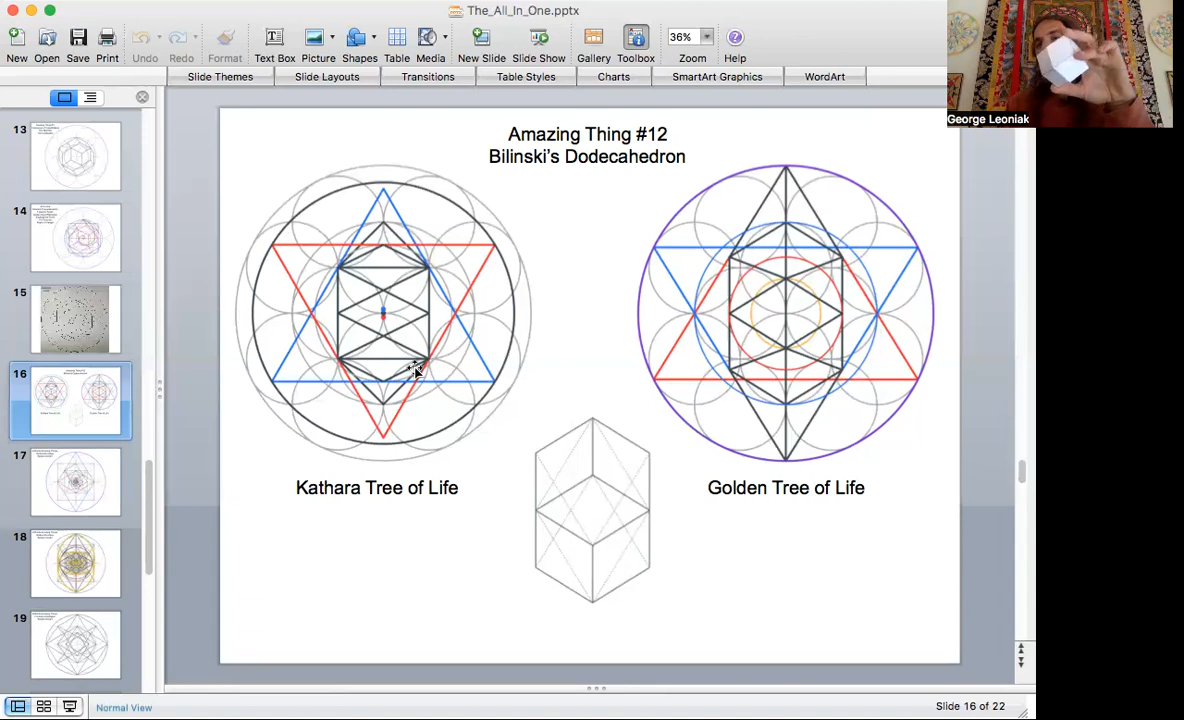 The_All_In_One.pptx
New Open Save Print Undo Redo Format Text Box Picture Shapes Table Media New Slide Slide Show Gallery Toolbox 36% Zoom Help
Slide Themes Slide Layouts Transitions Table Styles Charts SmartArt Graphics WordArt
George Leoniak
13
14
15
16
17
18
19
Amazing Thing #12
Bilinski's Dodecahedron
Kathara Tree of Life
Golden Tree of Life
Normal View
Slide 16 of 22